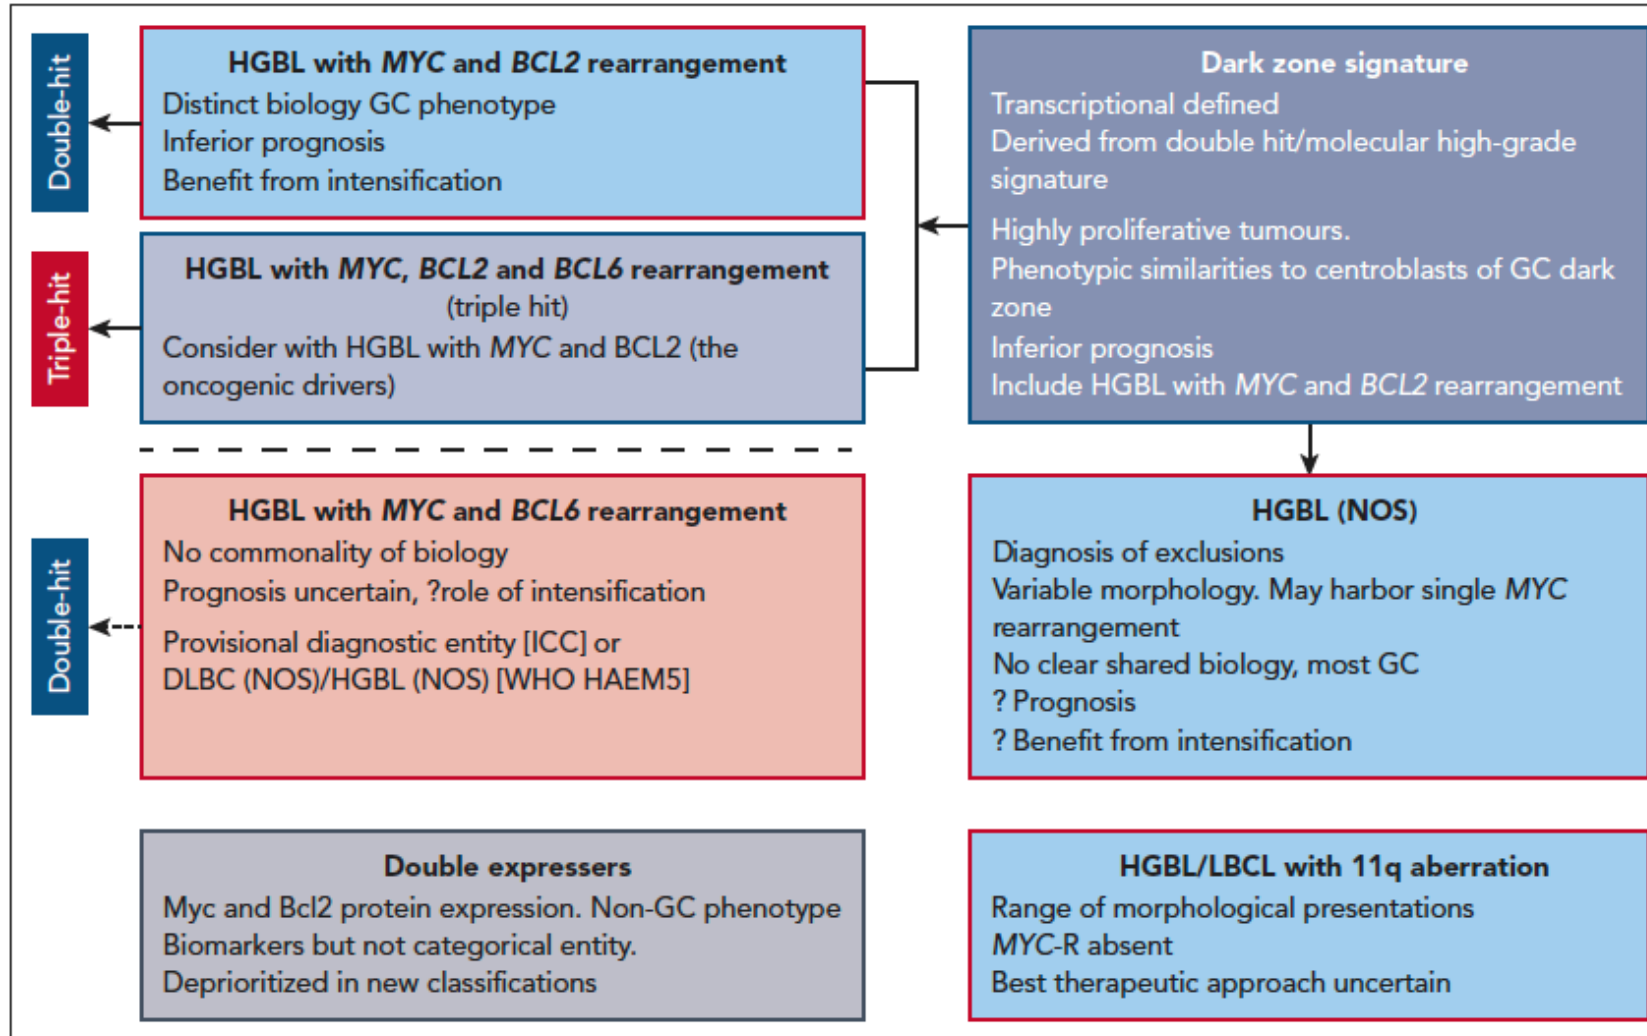 Double-hit
HGBL with MYC and BCL2 rearrangement
Distinct biology GC phenotype
Inferior prognosis
Benefit from intensification
Triple-hit
HGBL with MYC, BCL2 and BCL6 rearrangement
(triple hit)
Consider with HGBL with MYC and BCL2 (the
oncogenic drivers)
Dark zone signature
Transcriptional defined
Derived from double hit/molecular high-grade
signature
Highly proliferative tumours.
Phenotypic similarities to centroblasts of GC dark
zone
Inferior prognosis
Include HGBL with MYC and BCL2 rearrangement
Double-hit
HGBL with MYC and BCL6 rearrangement
No commonality of biology
Prognosis uncertain, ?role of intensification
Provisional diagnostic entity [ICC] or
DLBC (NOS)/HGBL (NOS) [WHO HAEM5]
HGBL (NOS)
Diagnosis of exclusions
Variable morphology. May harbor single MYC
rearrangement
No clear shared biology, most GC
? Prognosis
? Benefit from intensification
Double expressers
Myc and Bcl2 protein expression. Non-GC phenotype
Biomarkers but not categorical entity.
Deprioritized in new classifications
HGBL/LBCL with 11q aberration
Range of morphological presentations
MYC-R absent
Best therapeutic approach uncertain